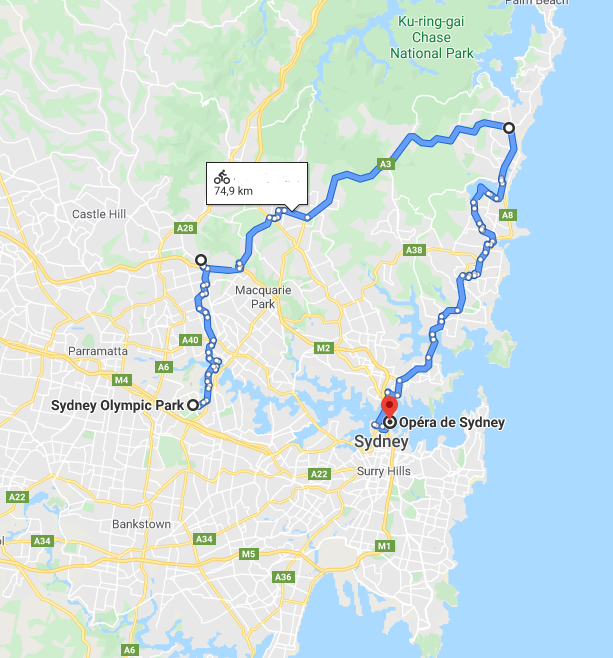 Palm Beach
Ku-ring-gai
Chase
National Park
A3
74,9 km
Castle Hill
A8
A28
A38
Macquarie
Park
A40
M2
Parramatta
A6
M4
Sydney Olympic Park
Opéra de Sydney
Sydney
Surry Hills
A22
A22
Bankstown
A34
A34
M1
M5
A36
A6